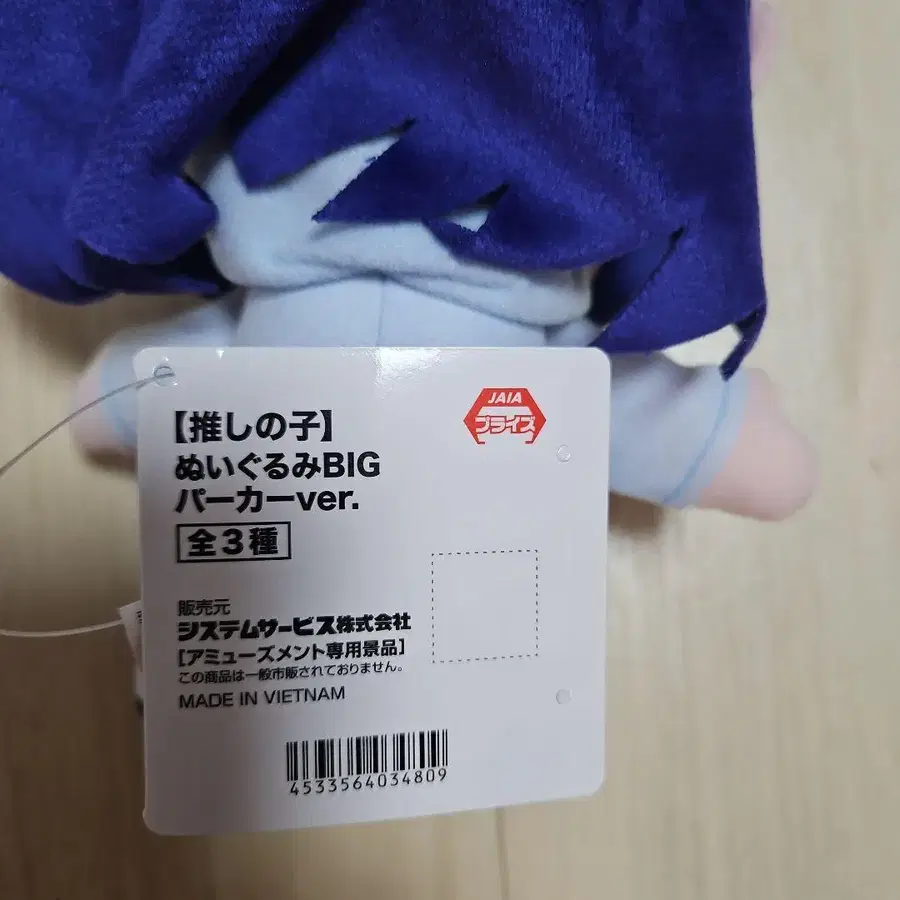 【推しの子】
JAIA
プライズ
ぬいぐるみBIG
パーカーver.
全3種
販売元
システムサービス株式会社
[アミューズメント専用景品]
この商品は一般市販されておりません。
MADE IN VIETNAM
4533564034809